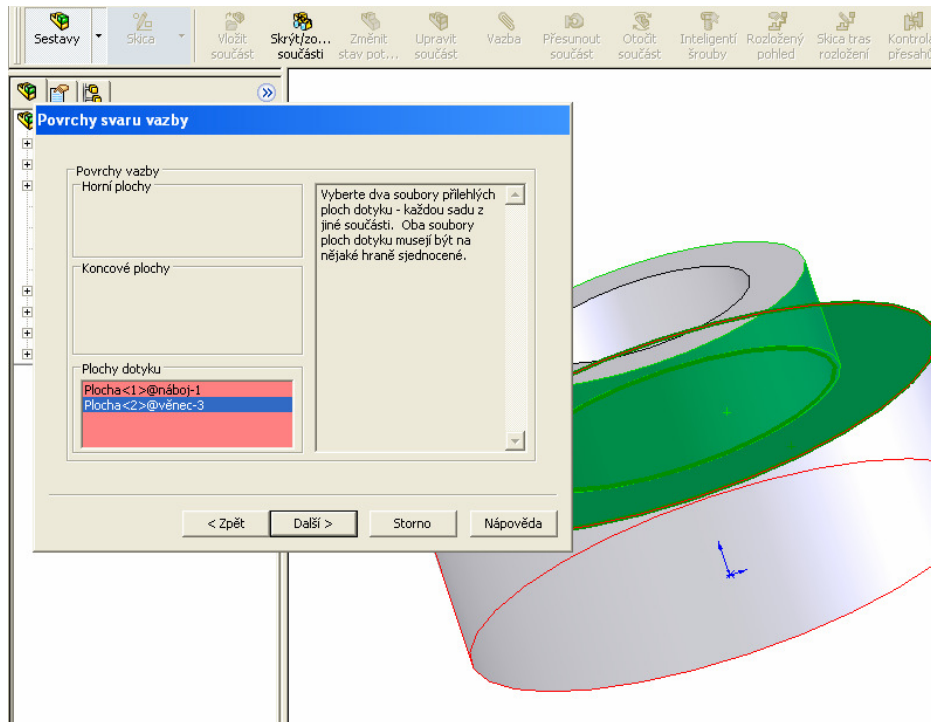 Sestavy
Skica
Vložit
součást
Skrýt/zo...
součásti
Změnit
stav pot...
Upravit
součást
Vazba
Přesunout
součást
Otočit
součást
Inteligentí
šrouby
Rozložený
pohled
Skica tras
rozložení
Kontrola
přesahů
Povrchy svaru vazby
Povrchy vazby
Horní plochy
Koncové plochy
Plochy dotyku
Plocha<1>@náboj-1
Plocha<2>@věnec-3
Vyberte dva soubory přilehlých
ploch dotyku - každou sadu z
jiné součásti. Oba soubory
ploch dotyku musejí být na
nějaké hraně sjednocené.
< Zpět
Další >
Storno
Nápověda